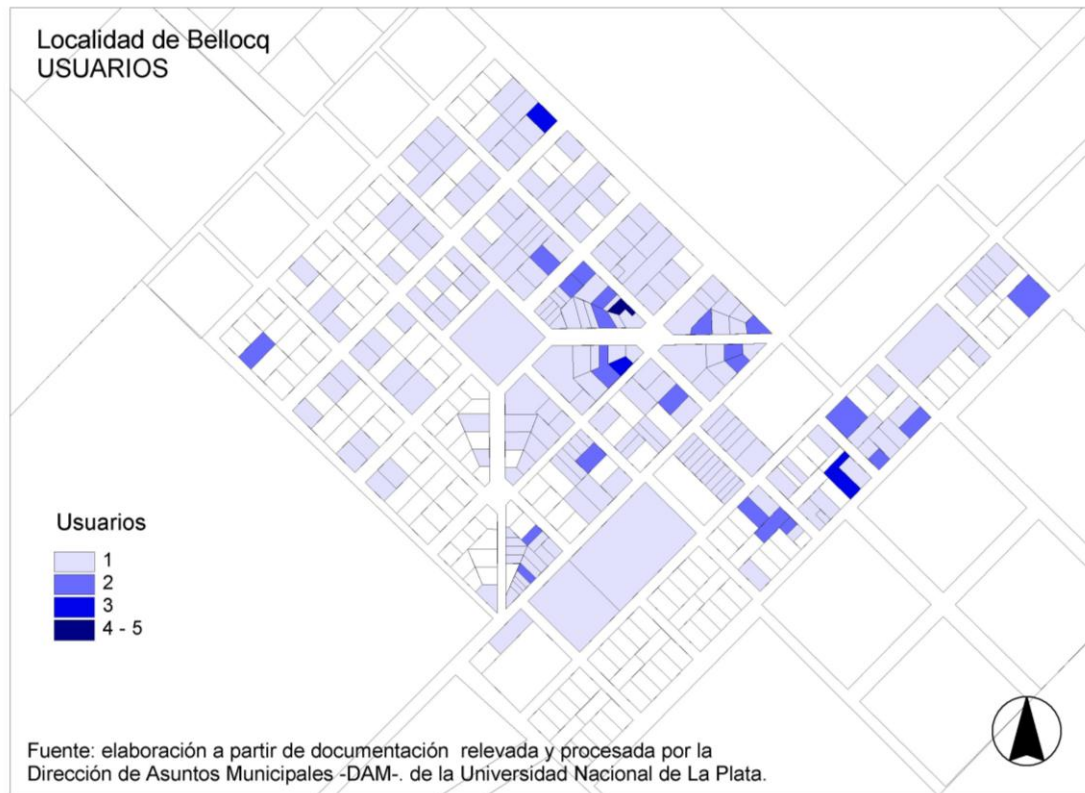 Localidad de Bellocq
USUARIOS
Usuarios
1
2
3
4 - 5
Fuente: elaboración a partir de documentación relevada y procesada por la
Dirección de Asuntos Municipales -DAM-. de la Universidad Nacional de La Plata.